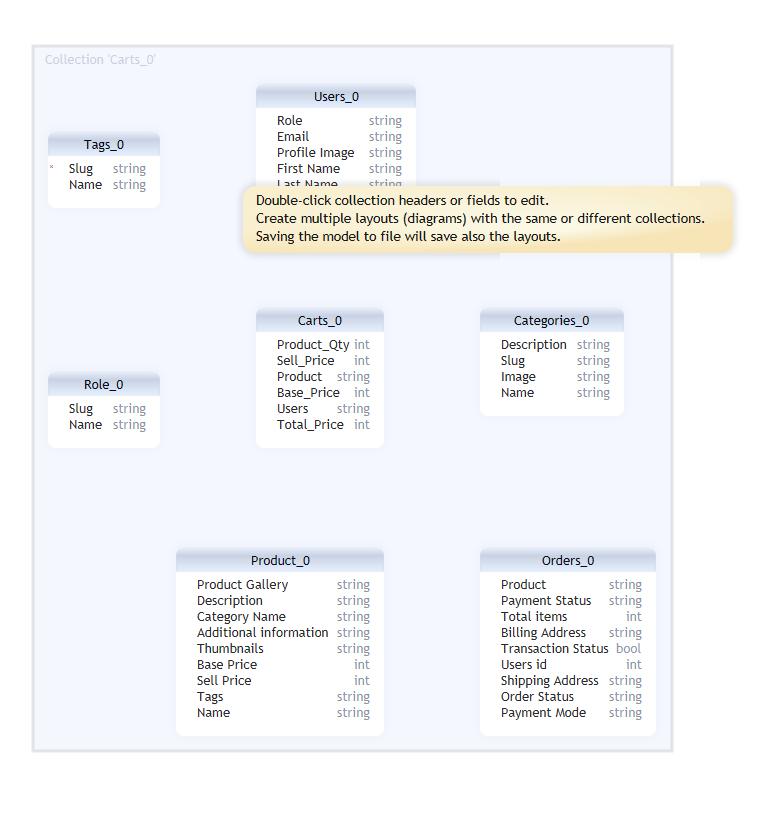 Collection 'Carts_0'
Users_0
Role string
Email string
Profile Image string
First Name string
Last Name string
Tags_0
* Slug string
Name string
Double-click collection headers or fields to edit.
Create multiple layouts (diagrams) with the same or different collections.
Saving the model to file will save also the layouts.
Carts_0
Product_Qty int
Sell_Price int
Product string
Base_Price int
Users string
Total_Price int
Categories_0
Description string
Slug string
Image string
Name string
Role_0
Slug string
Name string
Product_0
Product Gallery string
Description string
Category Name string
Additional information string
Thumbnails string
Base Price int
Sell Price int
Tags string
Name string
Orders_0
Product string
Payment Status string
Total items int
Billing Address string
Transaction Status bool
Users id int
Shipping Address string
Order Status string
Payment Mode string